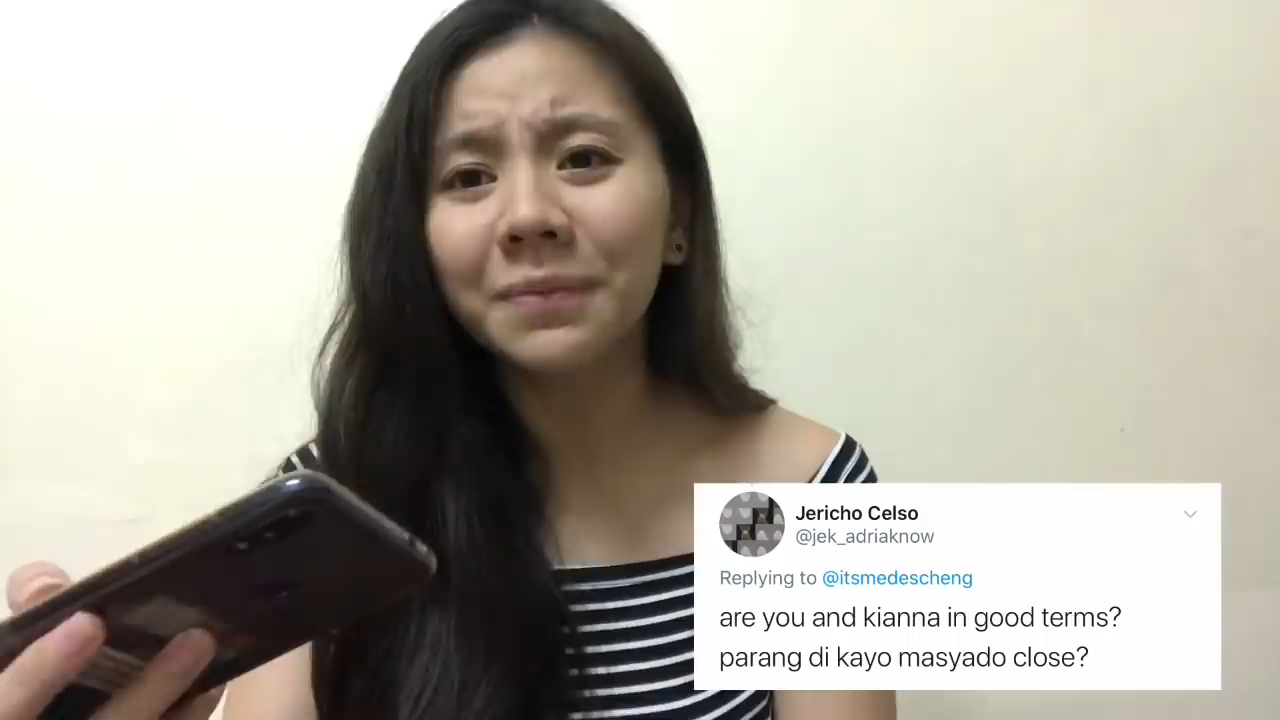 Jericho Celso
@jek_adriaknow
Replying to @itsmedescheng
are you and kianna in good terms?
parang di kayo masyado close?